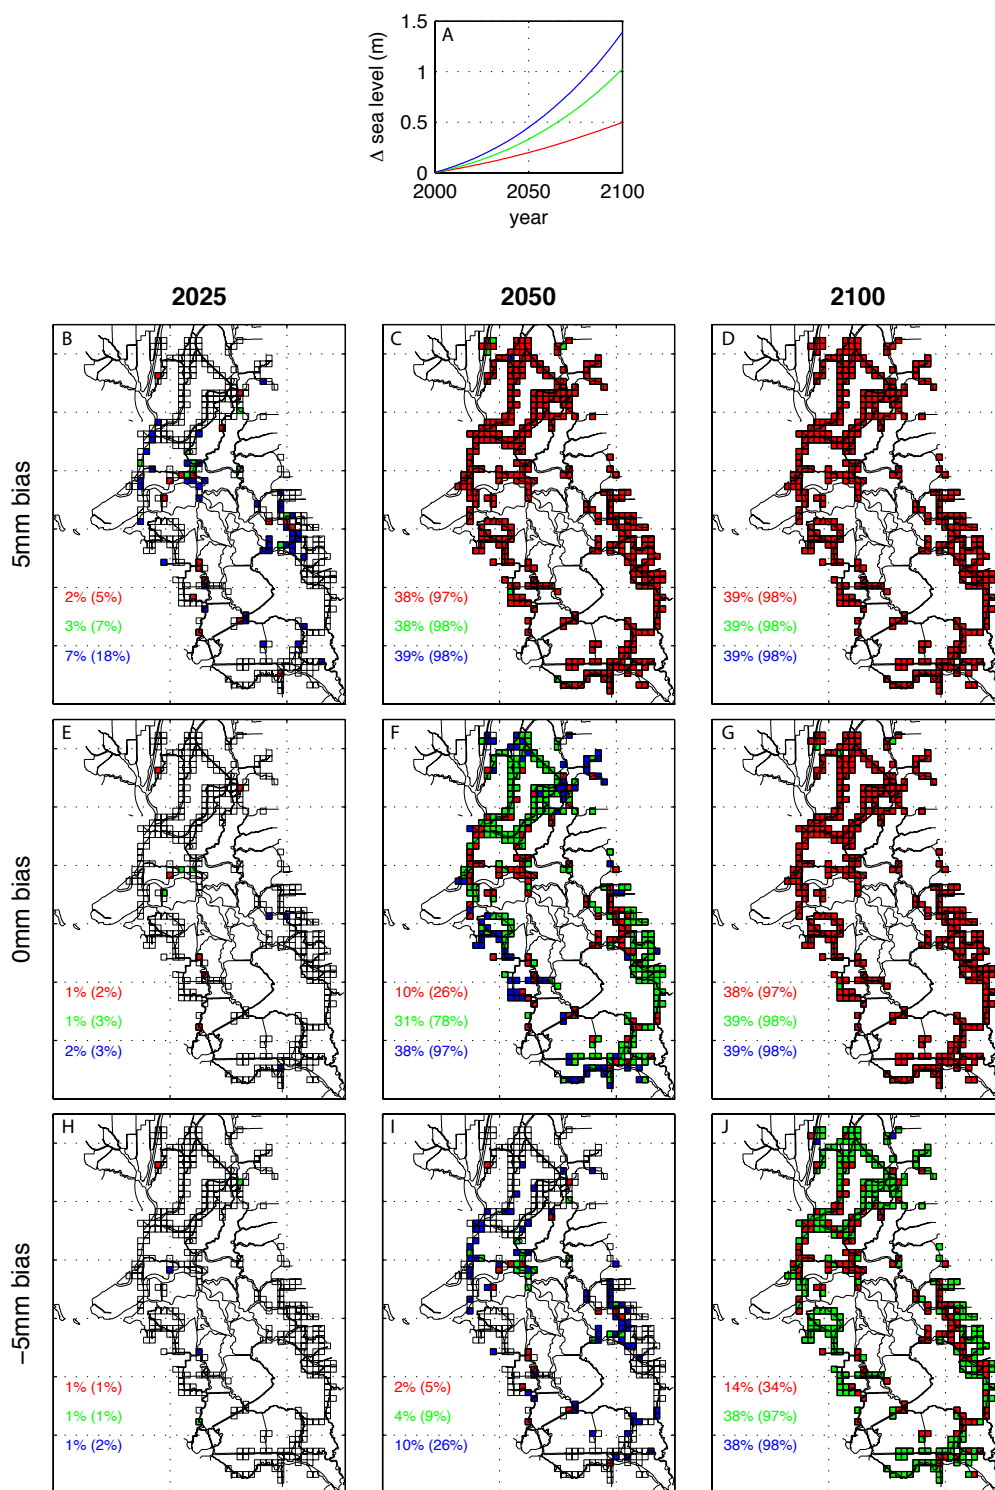 A
1.5
1
0.5
0
Δ sea level (m)
2000
2050
2100
year
2025
2050
2100
5mm bias
B
2% (5%)
3% (7%)
7% (18%)
C
38% (97%)
38% (98%)
39% (98%)
D
39% (98%)
39% (98%)
39% (98%)
0mm bias
E
1% (2%)
1% (3%)
2% (3%)
F
10% (26%)
31% (78%)
38% (97%)
G
38% (97%)
39% (98%)
39% (98%)
−5mm bias
H
1% (1%)
1% (1%)
1% (2%)
I
2% (5%)
4% (9%)
10% (26%)
J
14% (34%)
38% (97%)
38% (98%)